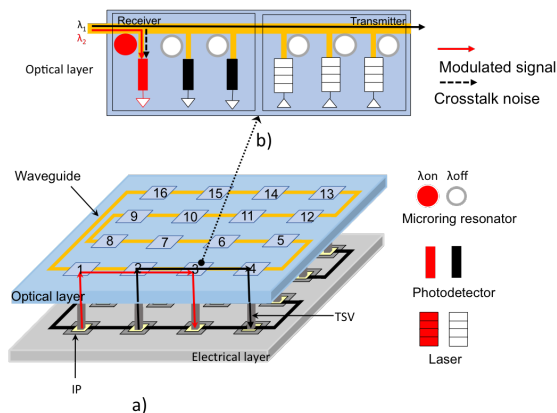 Receiver
Transmitter
λ1
λ2
Optical layer
Modulated signal
Crosstalk noise
b)
Waveguide
16 15 14 13
9 10 11 12
8 7 6 5
1 2 3 4
Optical layer
TSV
Electrical layer
IP
a)
λon λoff
Microring resonator
Photodetector
Laser